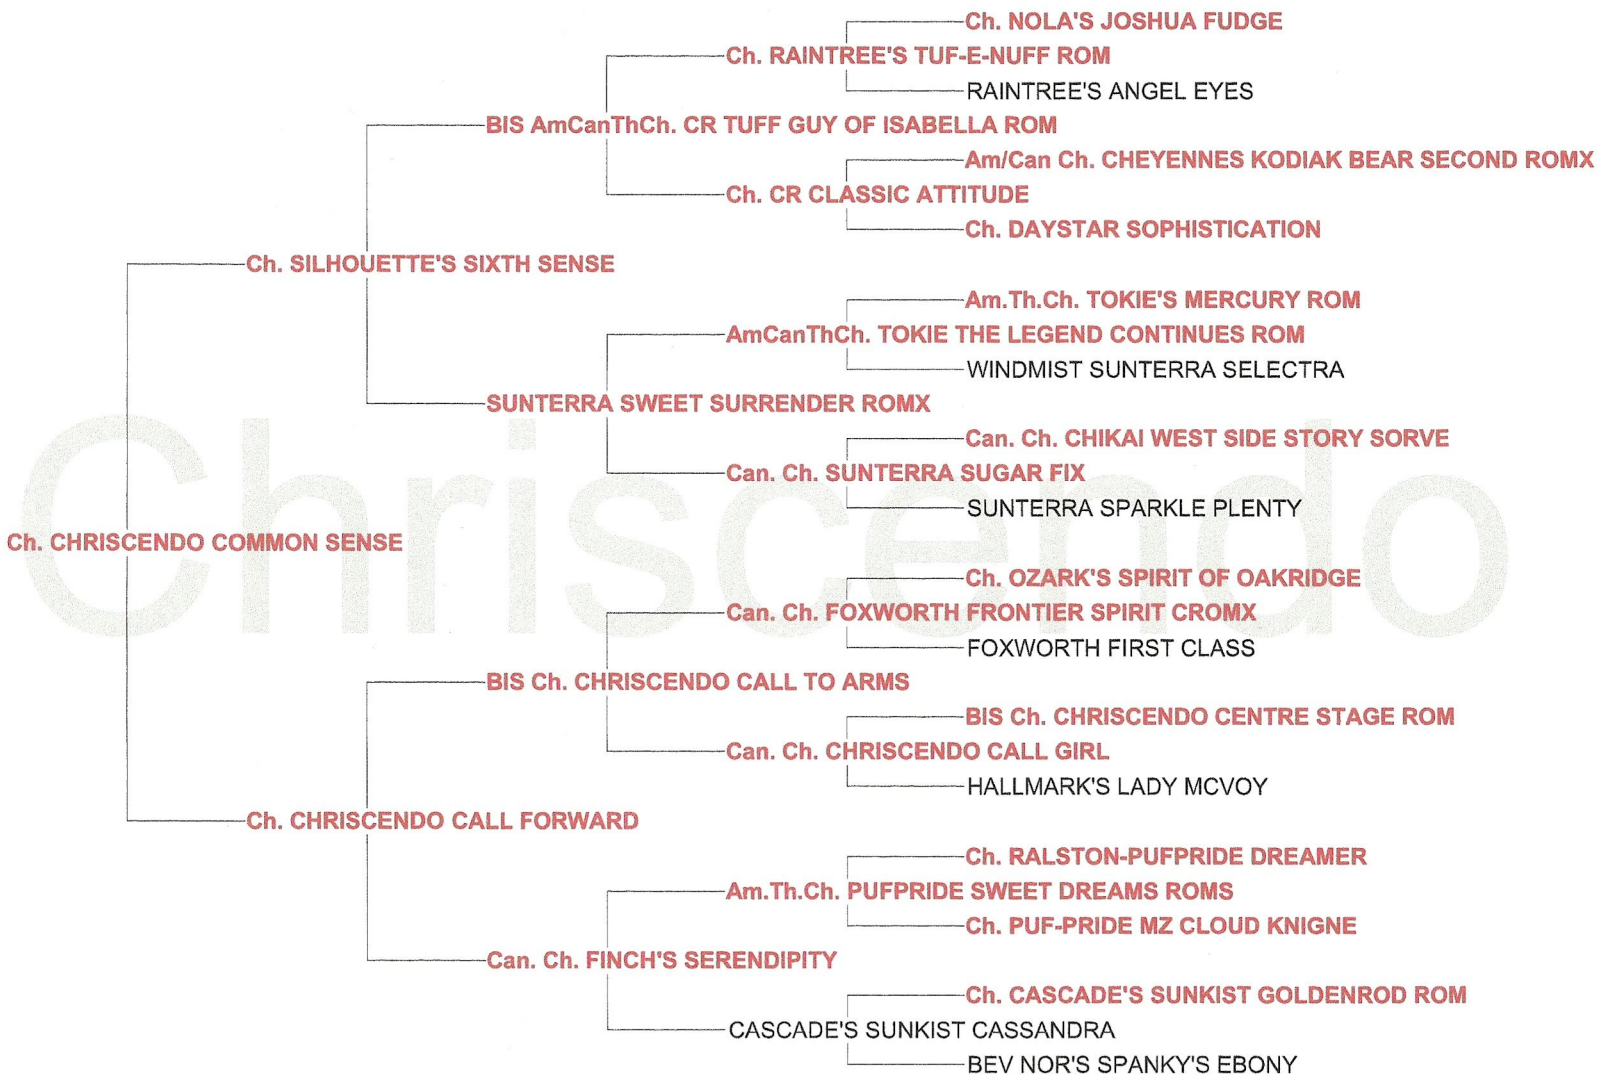 Ch. NOLA'S JOSHUA FUDGE
Ch. RAINTREE'S TUF-E-NUFF ROM
RAINTREE'S ANGEL EYES
BIS AmCanThCh. CR TUFF GUY OF ISABELLA ROM
Am/Can Ch. CHEYENNES KODIAK BEAR SECOND ROMX
Ch. CR CLASSIC ATTITUDE
Ch. DAYSTAR SOPHISTICATION
Ch. SILHOUETTE'S SIXTH SENSE
Am.Th.Ch. TOKIE'S MERCURY ROM
AmCanThCh. TOKIE THE LEGEND CONTINUES ROM
WINDMIST SUNTERRA SELECTRA
SUNTERRA SWEET SURRENDER ROMX
Can. Ch. CHIKAI WEST SIDE STORY SORVE
Can. Ch. SUNTERRA SUGAR FIX
SUNTERRA SPARKLE PLENTY
Chriscendo
Ch. CHRISCENDO COMMON SENSE
Ch. OZARK'S SPIRIT OF OAKRIDGE
Can. Ch. FOXWORTH FRONTIER SPIRIT CROMX
FOXWORTH FIRST CLASS
BIS Ch. CHRISCENDO CALL TO ARMS
BIS Ch. CHRISCENDO CENTRE STAGE ROM
Can. Ch. CHRISCENDO CALL GIRL
HALLMARK'S LADY MCVOY
Ch. CHRISCENDO CALL FORWARD
Ch. RALSTON-PUFPRIDE DREAMER
Am.Th.Ch. PUFPRIDE SWEET DREAMS ROMS
Ch. PUF-PRIDE MZ CLOUD KNIGNE
Can. Ch. FINCH'S SERENDIPITY
Ch. CASCADE'S SUNKIST GOLDENROD ROM
CASCADE'S SUNKIST CASSANDRA
BEV NOR'S SPANKY'S EBONY